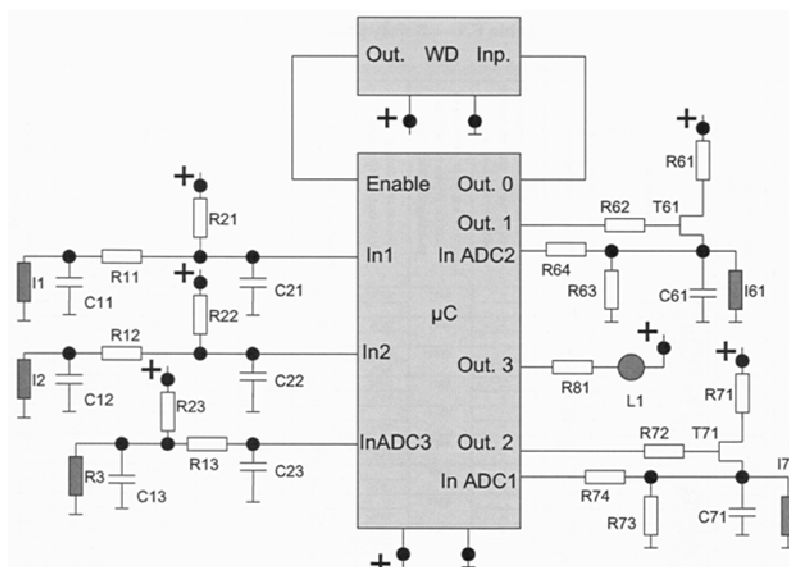 Out. WD Inp.
+
+
R61
+
Enable Out. 0
R21
Out. 1 R62 T61
In1 In ADC2
I1 R11 R64
C11 + C21 R63 C61 I61
R22
µC
R12 +
In2 Out. 3
I2 + R81 +
C12 C22 L1 R71
R23
R72 T71
InADC3 Out. 2
R13 I7
R3 In ADC1
C13 C23 R74
R73 C71
+